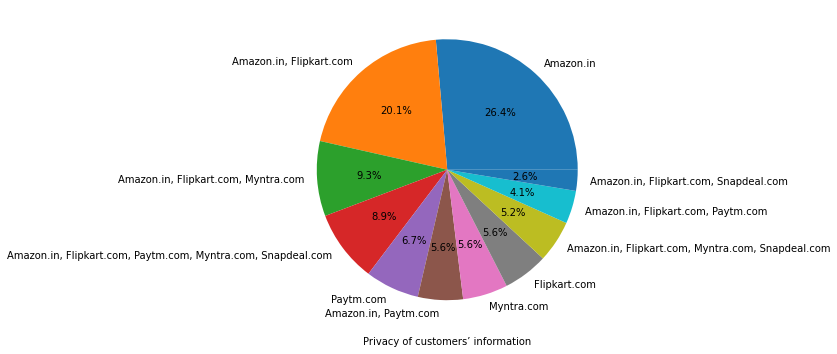 Amazon.in
26.4%
Amazon.in, Flipkart.com
20.1%
Amazon.in, Flipkart.com, Myntra.com
9.3%
Amazon.in, Flipkart.com, Paytm.com, Myntra.com, Snapdeal.com
8.9%
Paytm.com
6.7%
Amazon.in, Paytm.com
5.6%
Myntra.com
5.6%
Flipkart.com
5.6%
Amazon.in, Flipkart.com, Myntra.com, Snapdeal.com
5.2%
Amazon.in, Flipkart.com, Paytm.com
4.1%
Amazon.in, Flipkart.com, Snapdeal.com
2.6%
Privacy of customers’ information